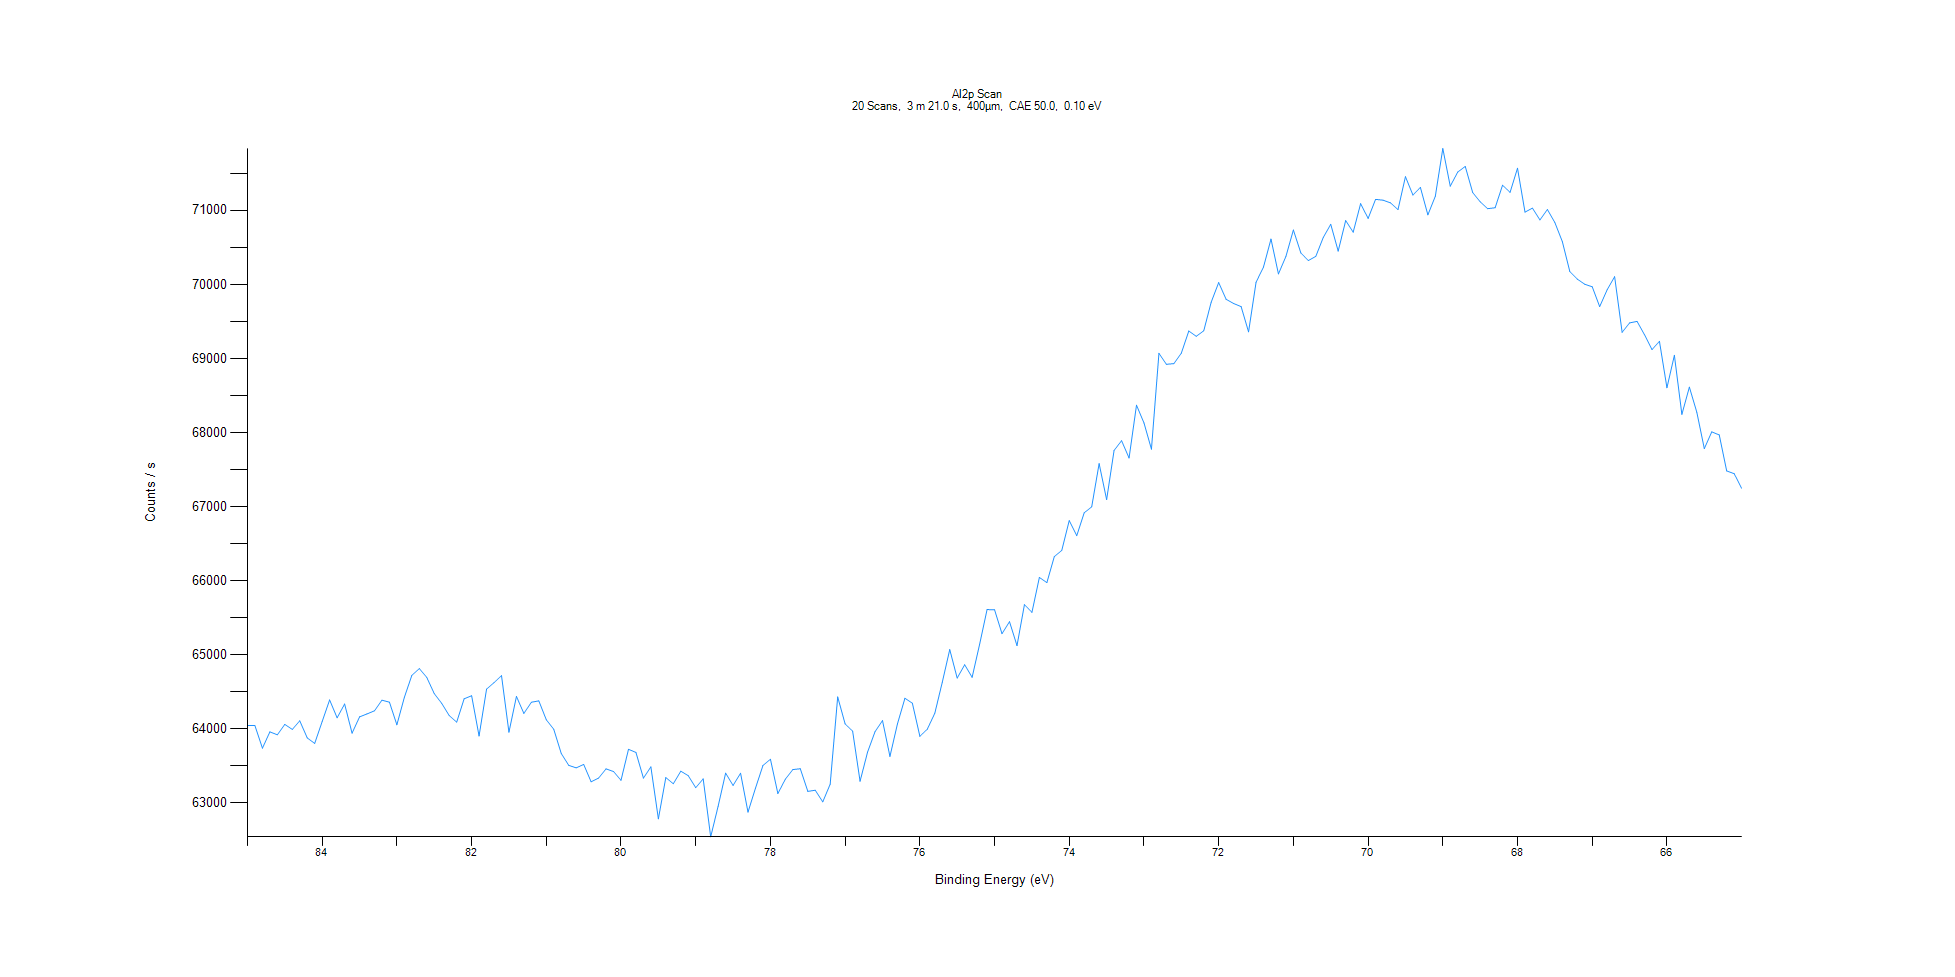 Al2p Scan
20 Scans, 3 m 21.0 s, 400µm, CAE 50.0, 0.10 eV
71000
70000
69000
68000
67000
66000
65000
64000
63000
Counts / s
84 82 80 78 76 74 72 70 68 66
Binding Energy (eV)